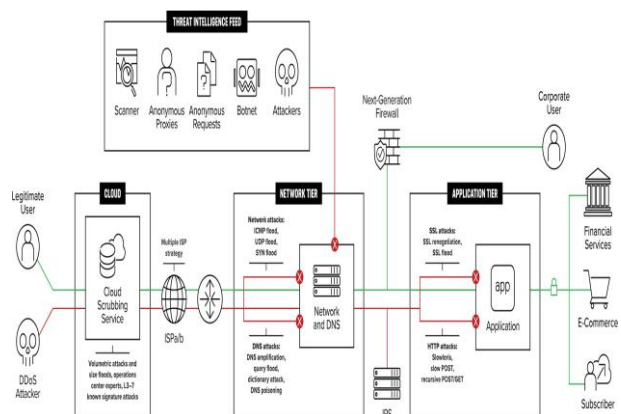 THREAT INTELLIGENCE FEED
Scanner
Anonymous
Proxies
Anonymous
Requests
Botnet
Attackers
Next-Generation
Firewall
Corporate
User
Legitimate
User
CLOUD
NETWORK TIER
APPLICATION TIER
Financial
Services
Multiple ISP
strategy
Network attacks:
ICMP flood,
UDP flood,
SYN flood
SSL attacks:
SSL renegotiation,
SSL flood
Cloud
Scrubbing
Service
ISPa/b
Network
and DNS
app
Application
E-Commerce
DDoS
Attacker
Volumetric attacks and
size floods, operations
center experts, L3-7
known signature attacks
DNS attacks:
DNS amplification,
query flood,
dictionary attack,
DNS poisoning
HTTP attacks:
Slowloris,
slow POST,
recursive POST/GET
IPS
Subscriber